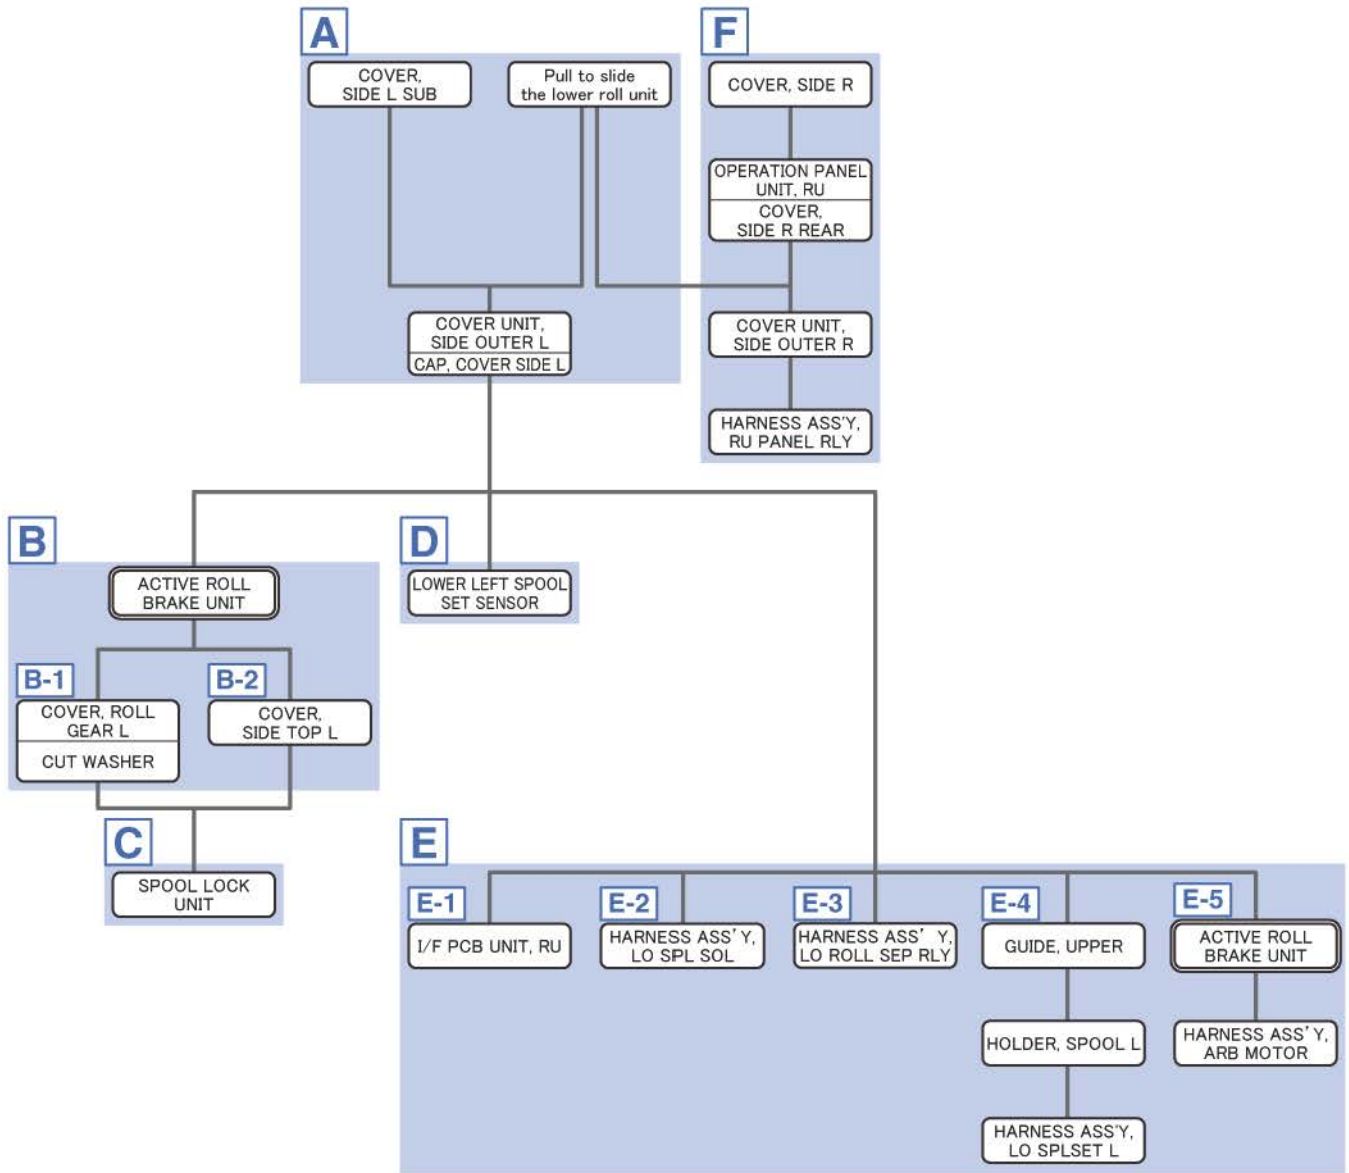 A
COVER,
SIDE L SUB
Pull to slide
the lower roll unit
COVER UNIT,
SIDE OUTER L
CAP, COVER SIDE L
F
COVER, SIDE R
OPERATION PANEL
UNIT, RU
COVER,
SIDE R REAR
COVER UNIT,
SIDE OUTER R
HARNESS ASS'Y,
RU PANEL RLY
B
ACTIVE ROLL
BRAKE UNIT
B-1
COVER, ROLL
GEAR L
CUT WASHER
B-2
COVER,
SIDE TOP L
C
SPOOL LOCK
UNIT
D
LOWER LEFT SPOOL
SET SENSOR
E
E-1
I/F PCB UNIT, RU
E-2
HARNESS ASS'Y,
LO SPL SOL
E-3
HARNESS ASS' Y,
LO ROLL SEP RLY
E-4
GUIDE, UPPER
HOLDER, SPOOL L
HARNESS ASS'Y,
LO SPLSET L
E-5
ACTIVE ROLL
BRAKE UNIT
HARNESS ASS'Y,
ARB MOTOR